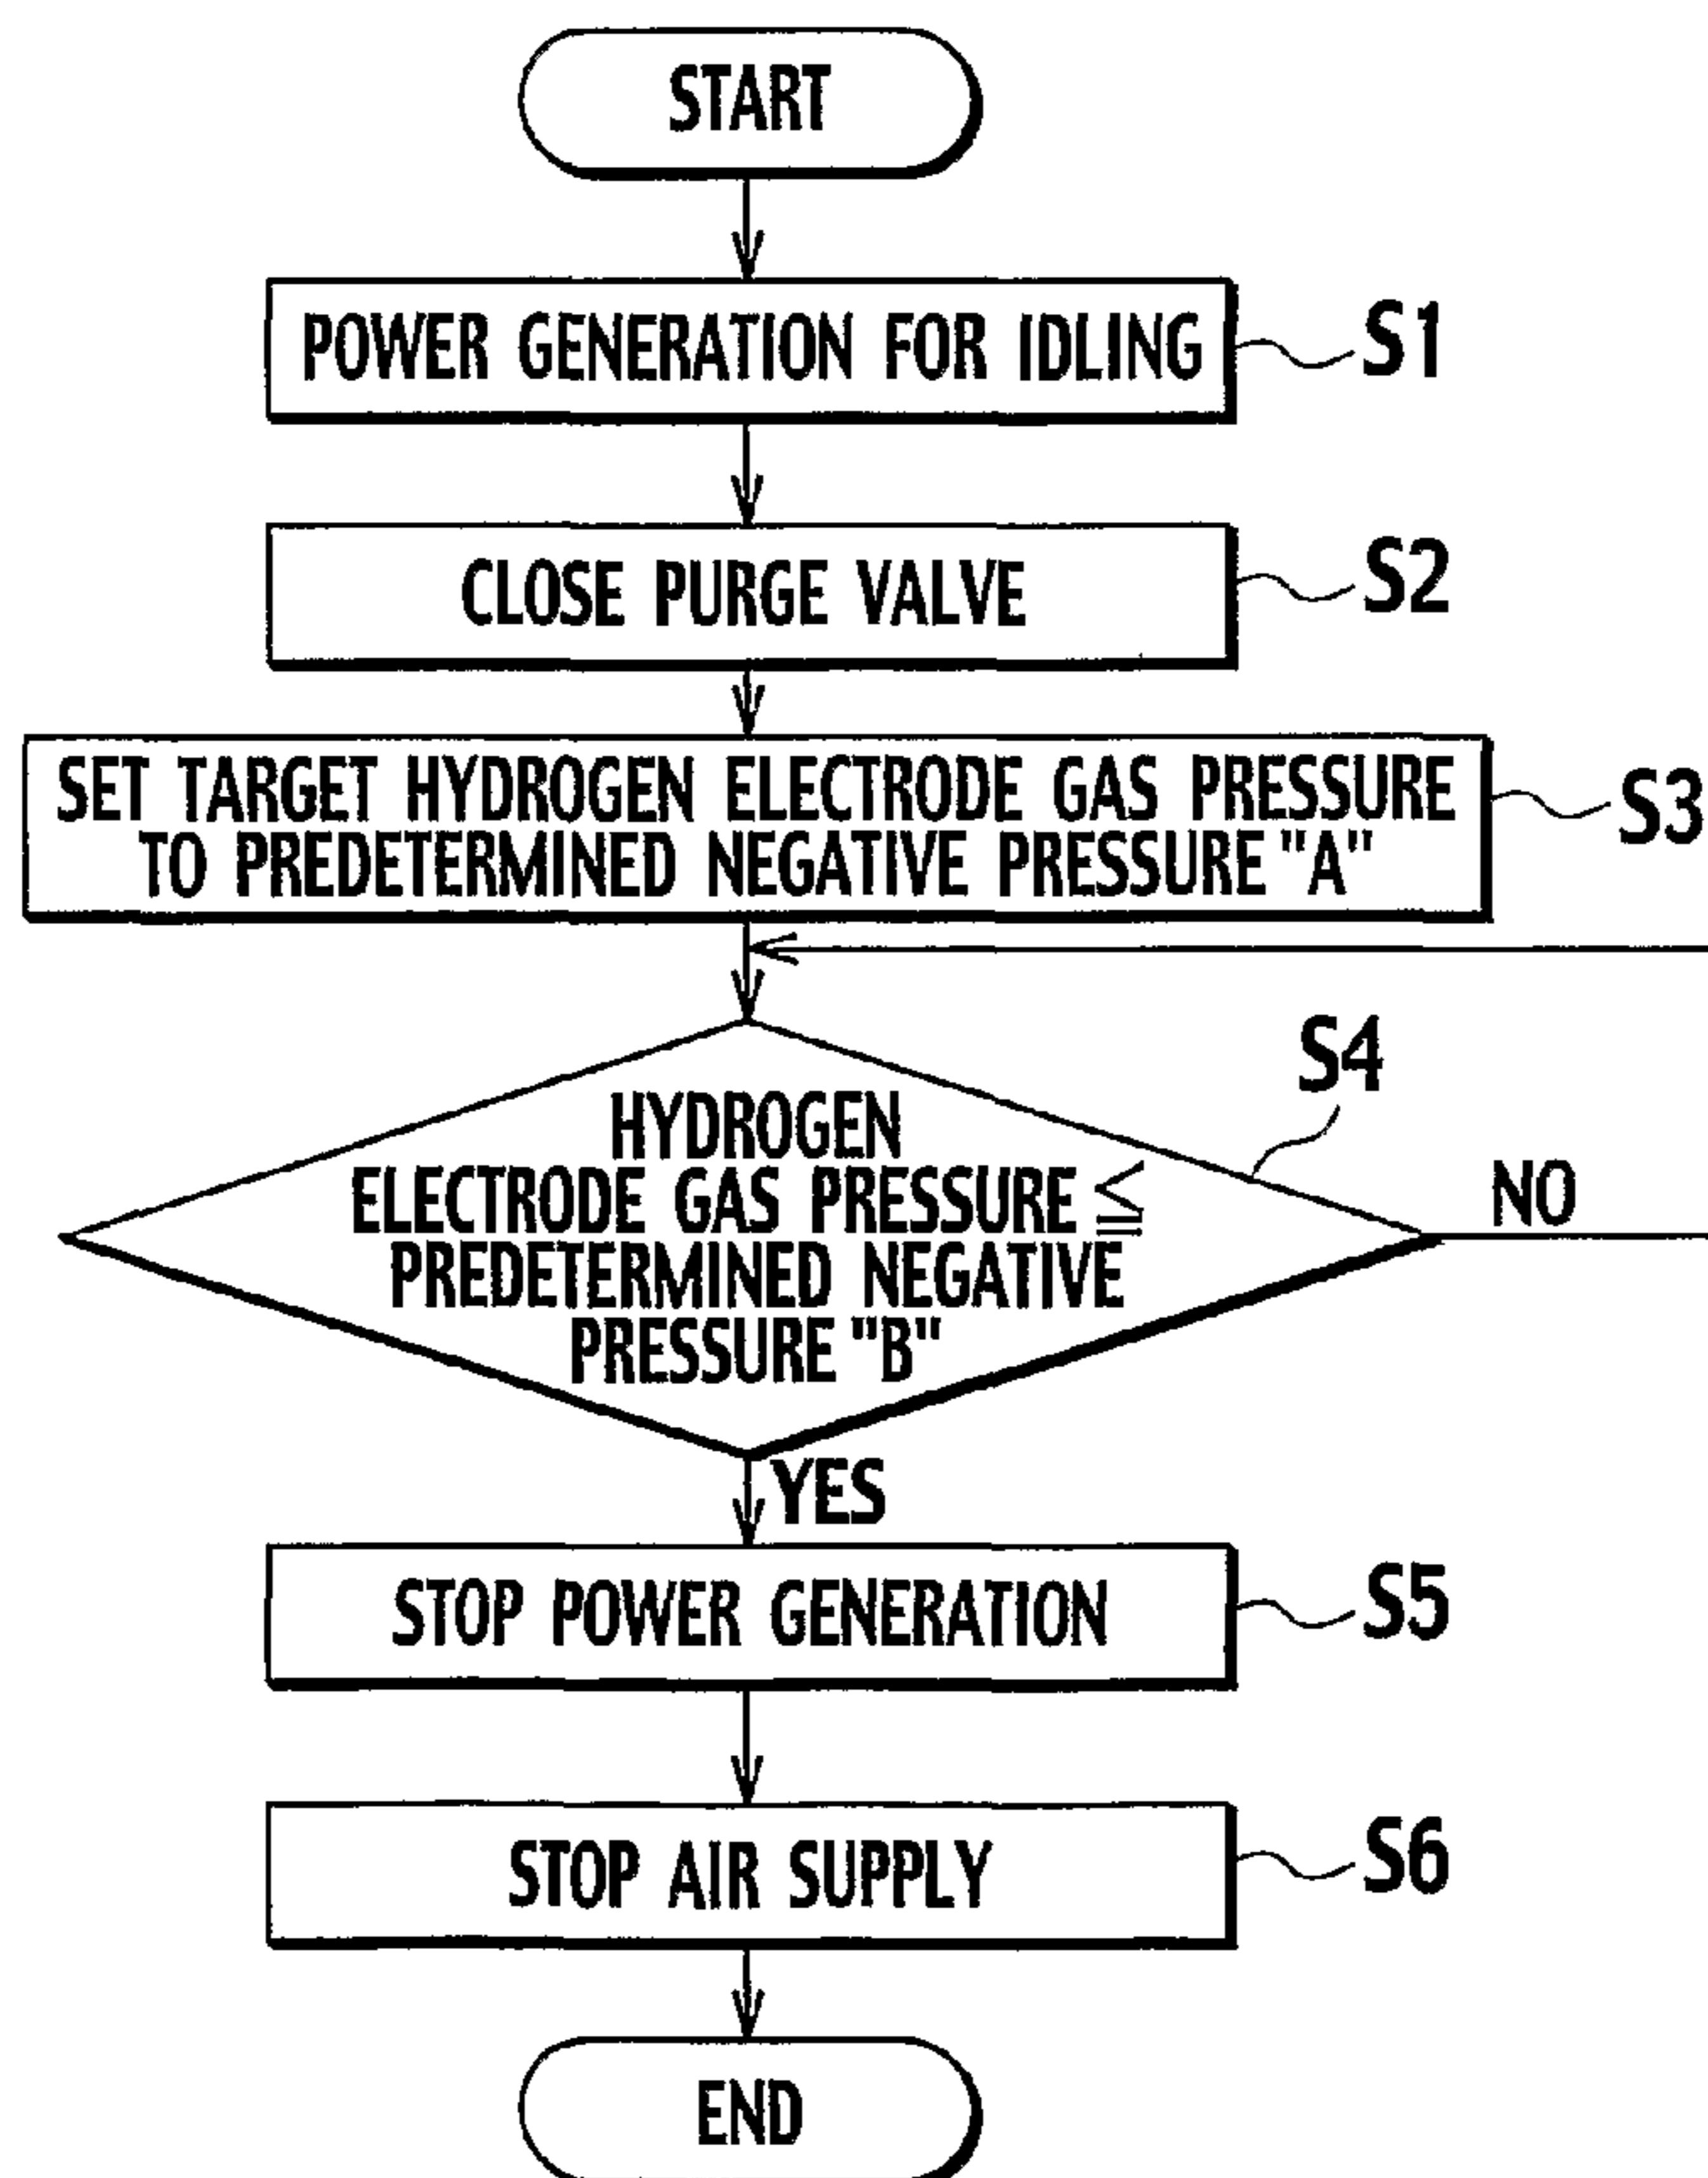 START
POWER GENERATION FOR IDLING
S1
CLOSE PURGE VALVE
S2
SET TARGET HYDROGEN ELECTRODE GAS PRESSURE
TO PREDETERMINED NEGATIVE PRESSURE "A"
S3
S4
HYDROGEN
ELECTRODE GAS PRESSURE ≦
PREDETERMINED NEGATIVE
PRESSURE "B"
NO
YES
STOP POWER GENERATION
S5
STOP AIR SUPPLY
S6
END